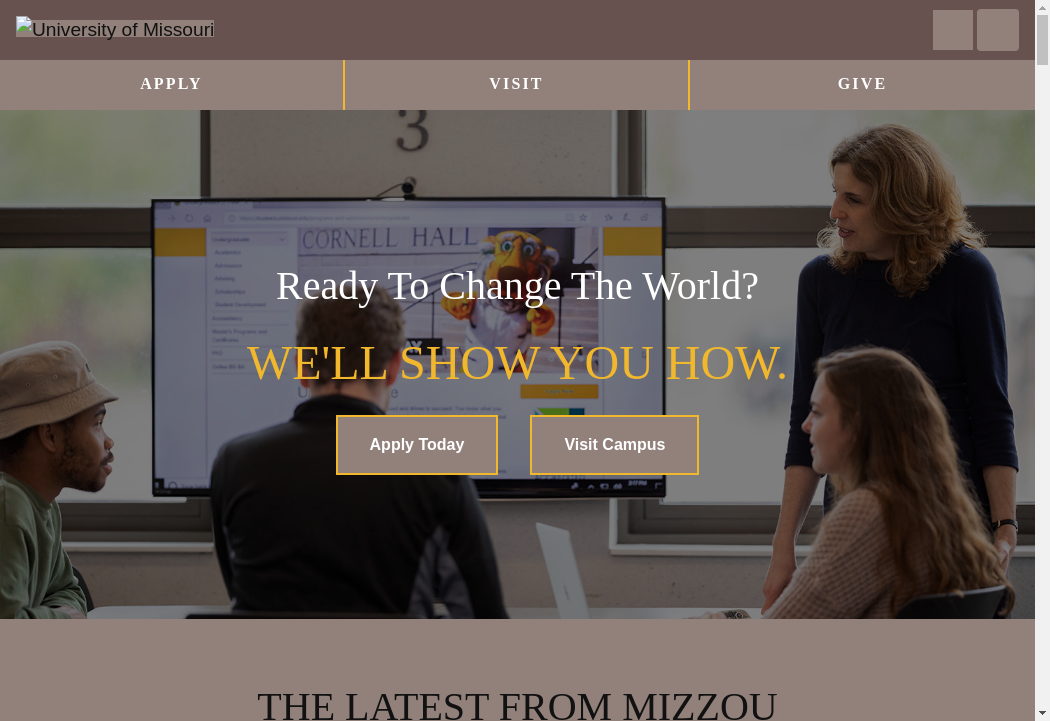 University of Missouri
APPLY
VISIT
GIVE
3
CORNELL HALL
Ready To Change The World?
WE'LL SHOW YOU HOW.
Apply Today
Visit Campus
THE LATEST FROM MIZZOU